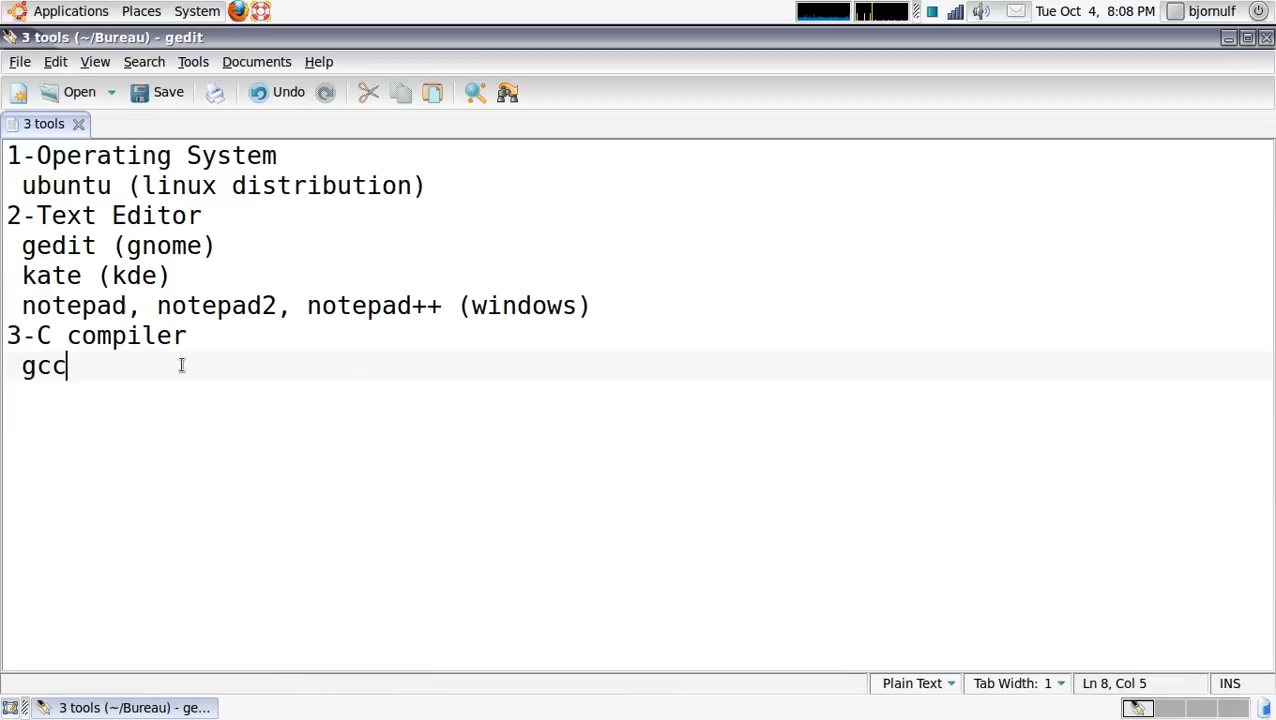 Applications Places System Tue Oct 4, 8:08 PM bjornulf
3 tools (~/Bureau) - gedit
File Edit View Search Tools Documents Help
Open Save Undo
3 tools
1-Operating System
ubuntu (linux distribution)
2-Text Editor
gedit (gnome)
kate (kde)
notepad, notepad2, notepad++ (windows)
3-C compiler
gcc
Plain Text Tab Width: 1 Ln 8, Col 5 INS
3 tools (~/Bureau) - ge...